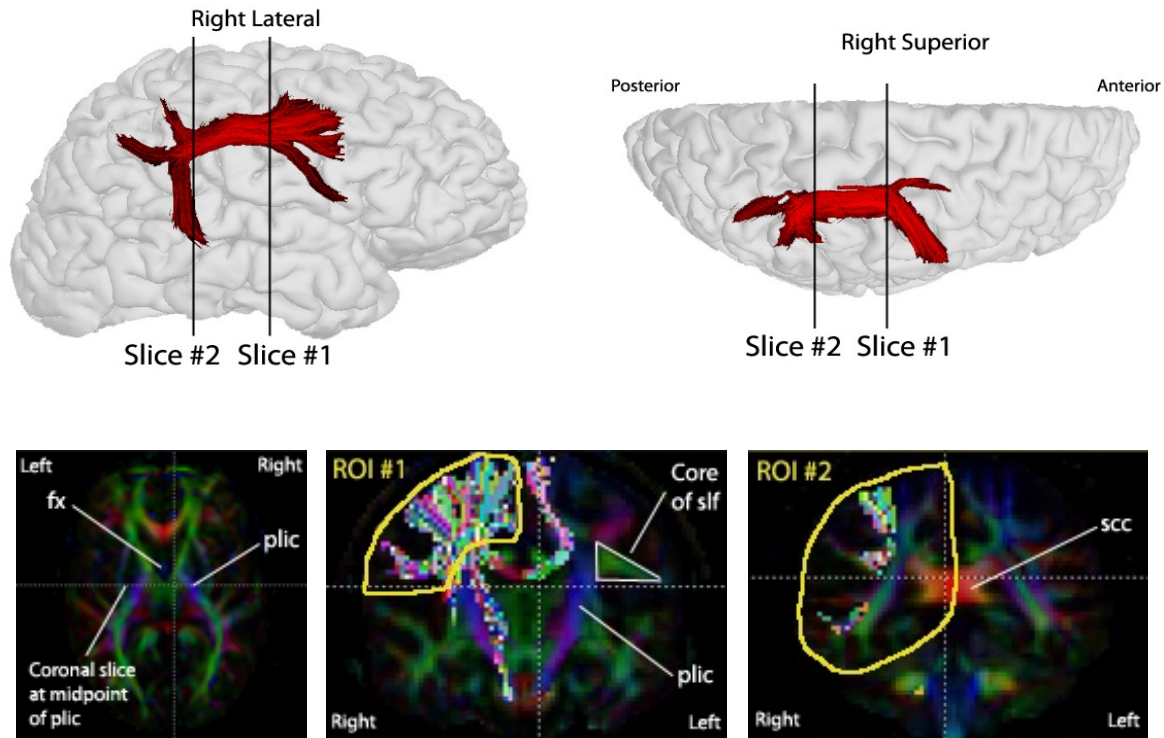 Right Lateral
Slice #2
Slice #1
Right Superior
Posterior
Anterior
Slice #2
Slice #1
Left
Right
fx
plic
Coronal slice
at midpoint
of plic
ROI #1
Core
of slf
plic
Right
Left
ROI #2
scc
Right
Left